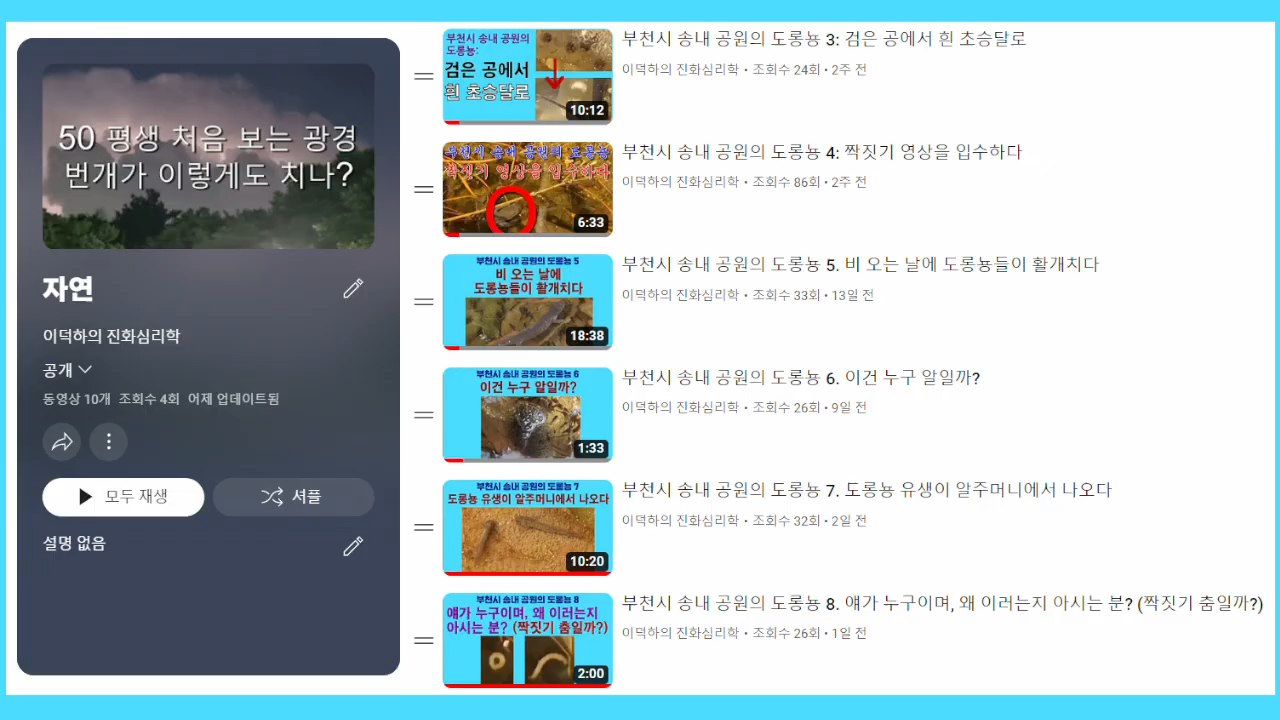 50 평생 처음 보는 광경
번개가 이렇게도 치나?
자연
이덕하의 진화심리학
공개
동영상 10개 조회수 4회 어제 업데이트됨
모두 재생
셔플
설명 없음
부천시 송내 공원의
도롱뇽:
검은 공에서
흰 초승달로
10:12
부천시 송내 공원의 도롱뇽 3: 검은 공에서 흰 초승달로
이덕하의 진화심리학 • 조회수 24회 • 2주 전
부천시 송내 공원의 도롱뇽
짝짓기 영상을 입수하다
6:33
부천시 송내 공원의 도롱뇽 4: 짝짓기 영상을 입수하다
이덕하의 진화심리학 • 조회수 86회 • 2주 전
부천시 송내 공원의 도롱뇽 5
비 오는 날에
도롱뇽들이 활개치다
18:38
부천시 송내 공원의 도롱뇽 5. 비 오는 날에 도롱뇽들이 활개치다
이덕하의 진화심리학 • 조회수 33회 • 13일 전
부천시 송내 공원의 도롱뇽 6
이건 누구 알일까?
1:33
부천시 송내 공원의 도롱뇽 6. 이건 누구 알일까?
이덕하의 진화심리학 • 조회수 26회 • 9일 전
부천시 송내 공원의 도롱뇽 7
도롱뇽 유생이 알주머니에서 나오다
10:20
부천시 송내 공원의 도롱뇽 7. 도롱뇽 유생이 알주머니에서 나오다
이덕하의 진화심리학 • 조회수 32회 • 2일 전
부천시 송내 공원의 도롱뇽 8
얘가 누구이며, 왜 이러는지
아시는 분? (짝짓기 춤일까?)
2:00
부천시 송내 공원의 도롱뇽 8. 얘가 누구이며, 왜 이러는지 아시는 분? (짝짓기 춤일까?)
이덕하의 진화심리학 • 조회수 26회 • 1일 전